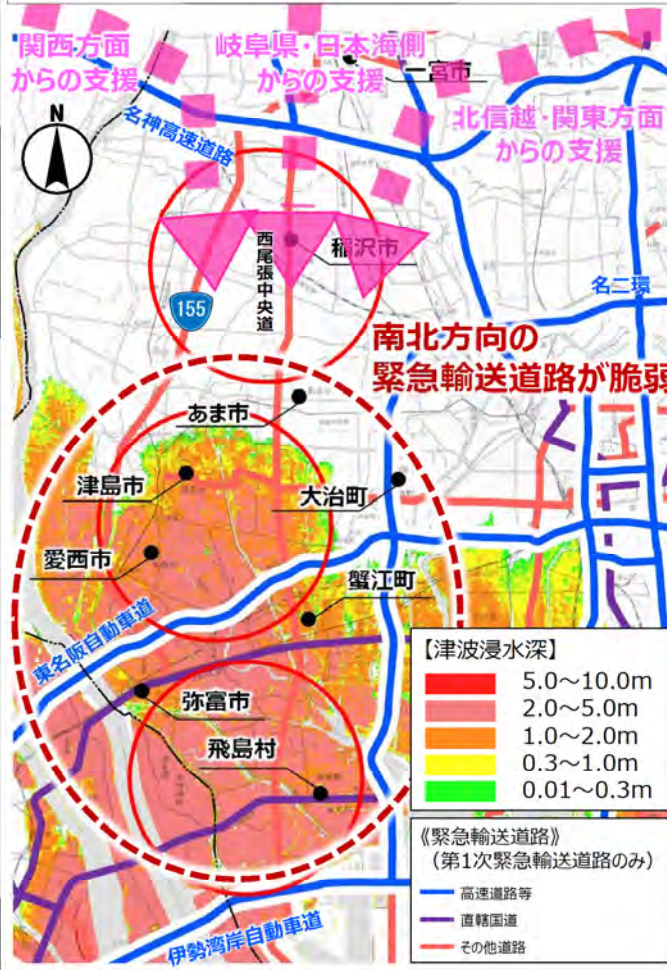 関西方面
からの支援
岐阜県・日本海側
からの支援
一宮市
北信越・関東方面
からの支援
N
名神高速道路
西尾張中央道
稲沢市
155
名二環
南北方向の
緊急輸送道路が脆弱
あま市
津島市
大治町
愛西市
蟹江町
東名阪自動車道
弥富市
飛島村
伊勢湾岸自動車道
【津波浸水深】
5.0～10.0m
2.0～5.0m
1.0～2.0m
0.3～1.0m
0.01～0.3m
《緊急輸送道路》
（第1次緊急輸送道路のみ）
高速道路等
直轄国道
その他道路